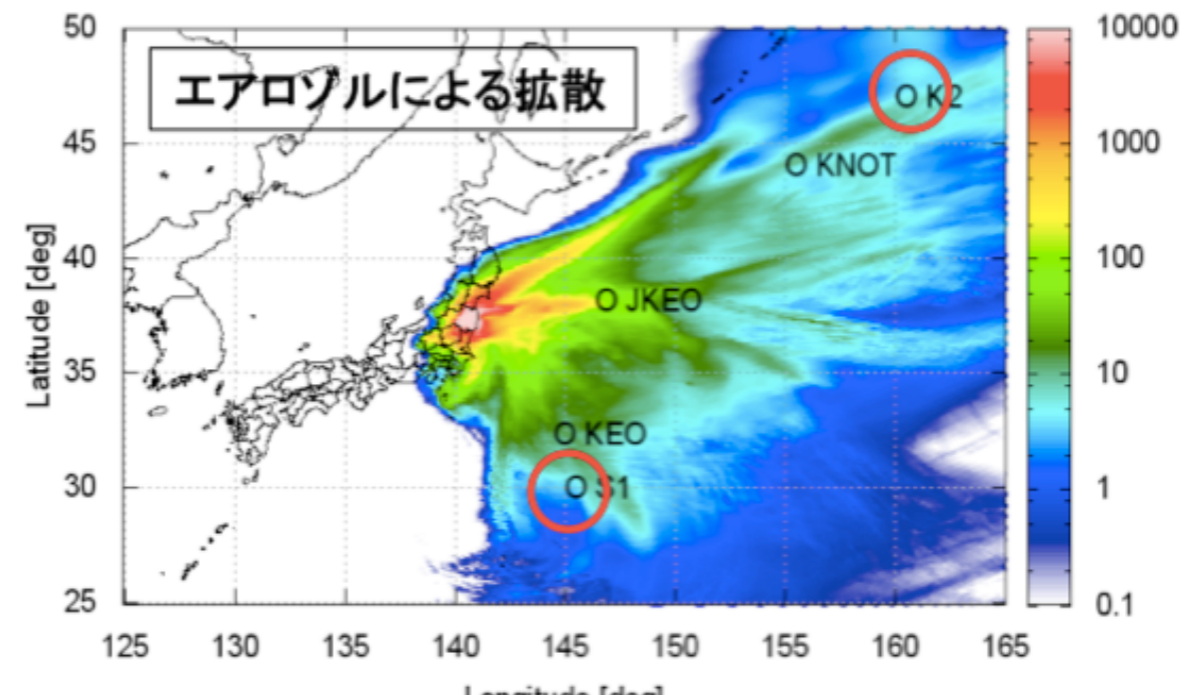 エアロゾルによる拡散
Latitude [deg]
50
45
40
35
30
25
125
130
135
140
145
150
155
160
165
Longitude [deg]
O K2
O KNOT
O JKEO
O KEO
O S1
10000
1000
100
10
1
0.1